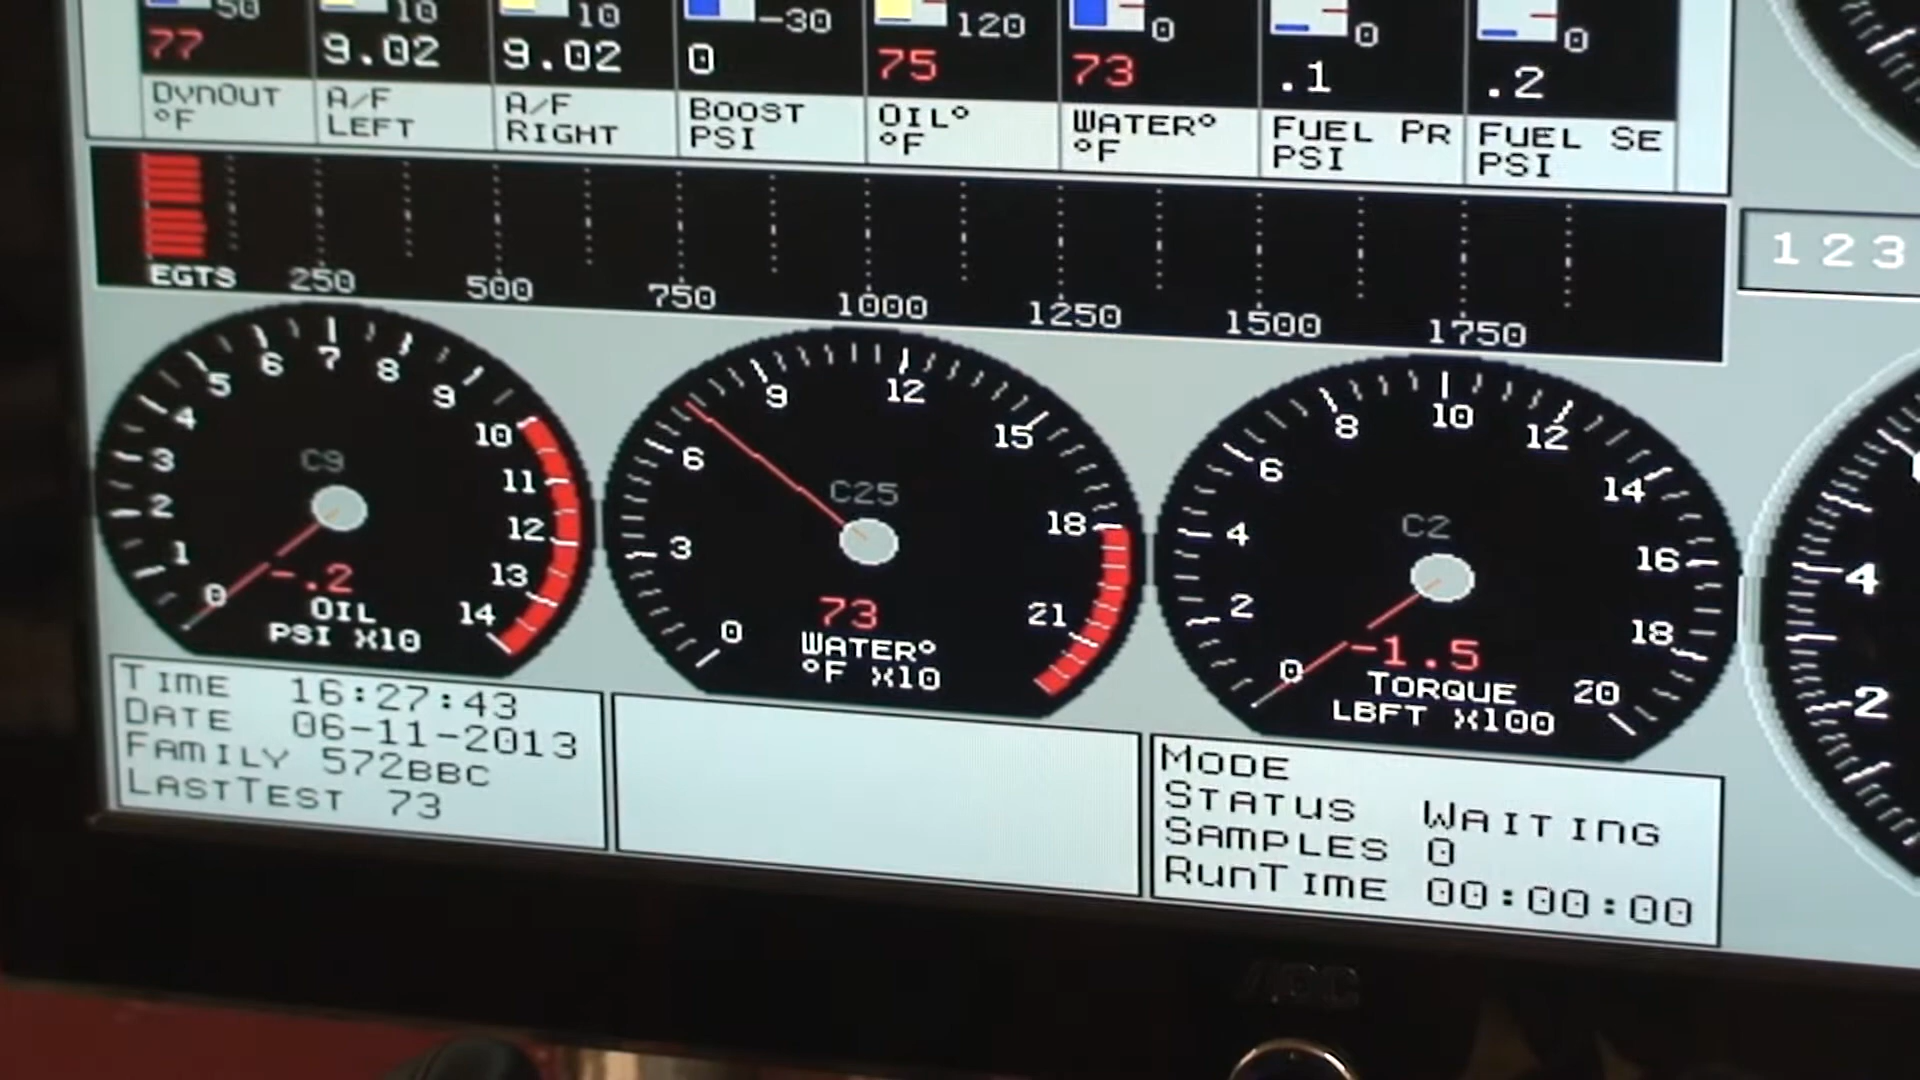 50 10 10 -30 120 0 0 0
77 9.02 9.02 0 75 73 .1 .2
DYNOUT °F
A/F LEFT
A/F RIGHT
BOOST PSI
OIL° °F
WATER° °F
FUEL PR PSI
FUEL SE PSI
EGTS 250 500 750 1000 1250 1500 1750
1 2 3
0 1 2 3 4 5 6 7 8 9 10 11 12 13 14
C9
-.2
OIL
PSI X10
0 3 6 9 12 15 18 21
C25
73
WATER°
°F X10
0 2 4 6 8 10 12 14 16 18 20
C2
-1.5
TORQUE
LBFT X100
4
2
TIME 16:27:43
DATE 06-11-2013
FAMILY 572BBC
LASTTEST 73
MODE
STATUS WAITING
SAMPLES 0
RUNTIME 00:00:00
AOC